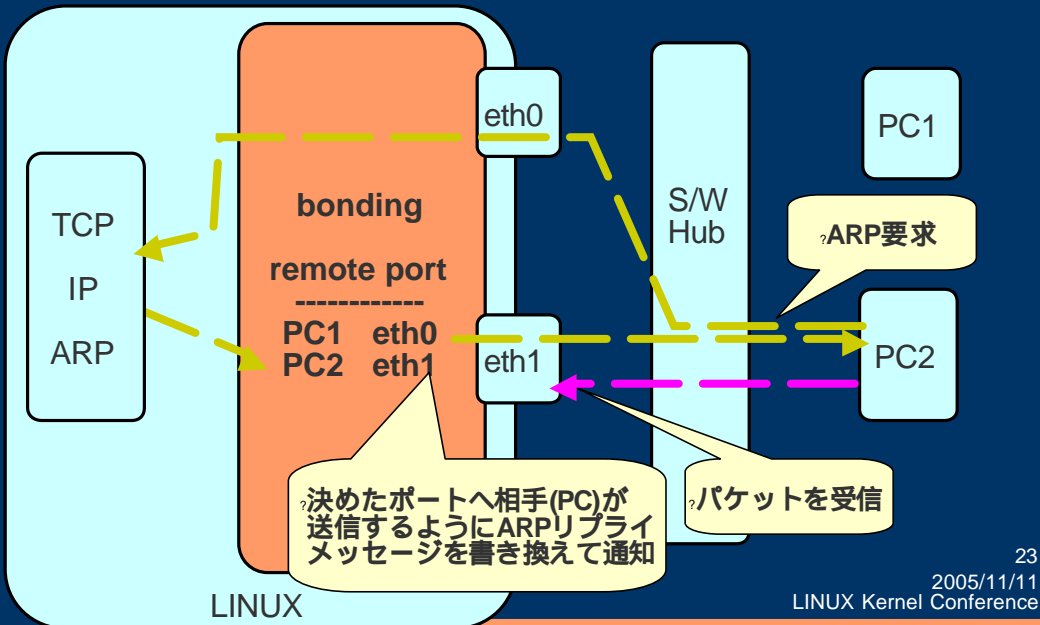 eth0
PC1
TCP
IP
ARP
bonding
remote port
------------
PC1 eth0
PC2 eth1
eth1
S/W
Hub
?ARP要求
PC2
?決めたポートへ相手(PC)が
送信するようにARPリプライ
メッセージを書き換えて通知
?パケットを受信
LINUX
23
2005/11/11
LINUX Kernel Conference